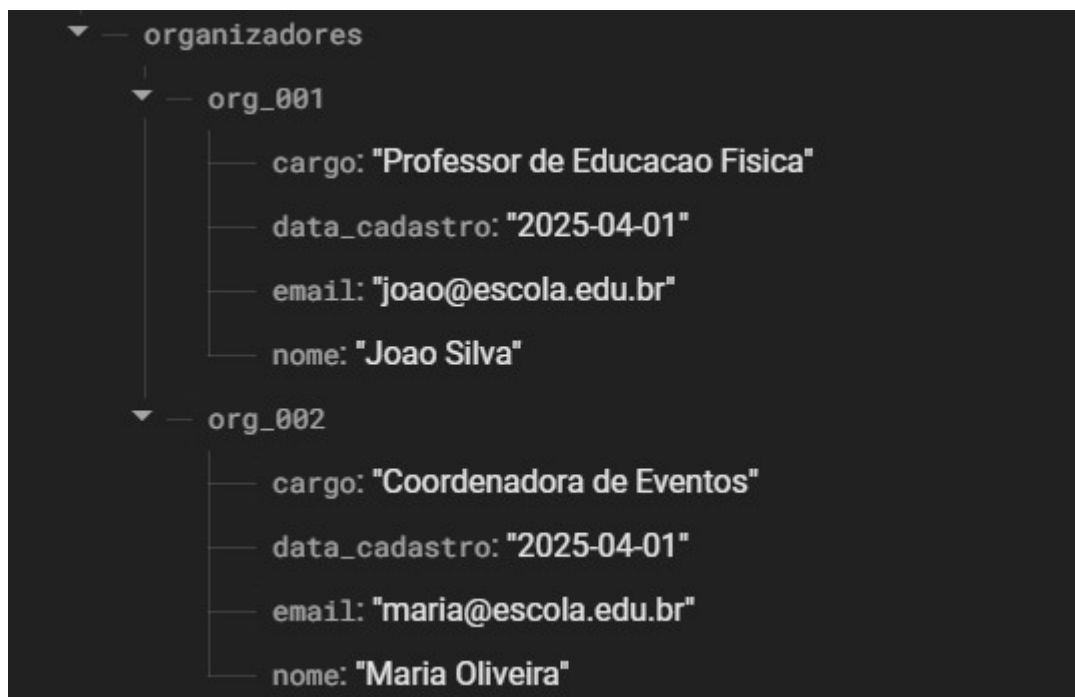 organizadores
org_001
cargo: "Professor de Educacao Fisica"
data_cadastro: "2025-04-01"
email: "joao@escola.edu.br"
nome: "Joao Silva"
org_002
cargo: "Coordenadora de Eventos"
data_cadastro: "2025-04-01"
email: "maria@escola.edu.br"
nome: "Maria Oliveira"